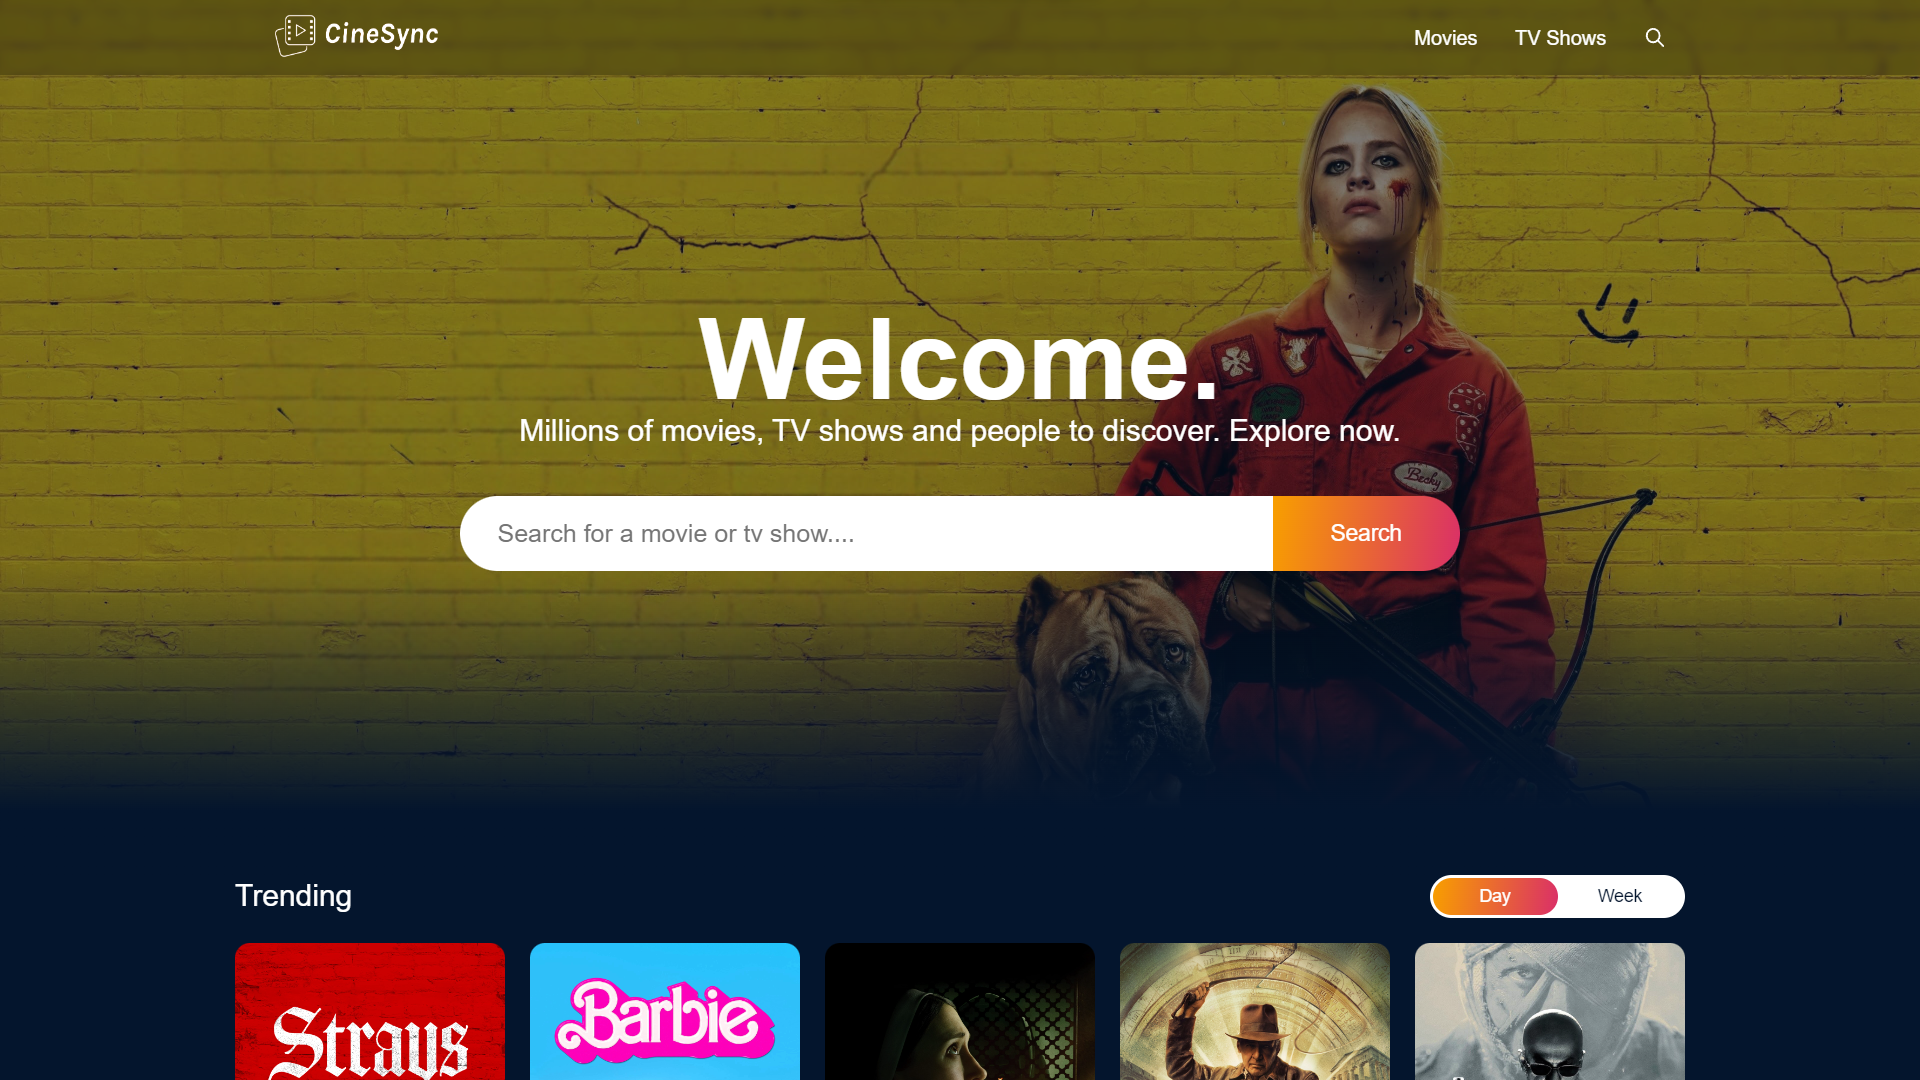 CineSync
Movies
TV Shows
Welcome.
Millions of movies, TV shows and people to discover. Explore now.
Becky
Search for a movie or tv show....
Search
Trending
Day
Week
Strays
Barbie